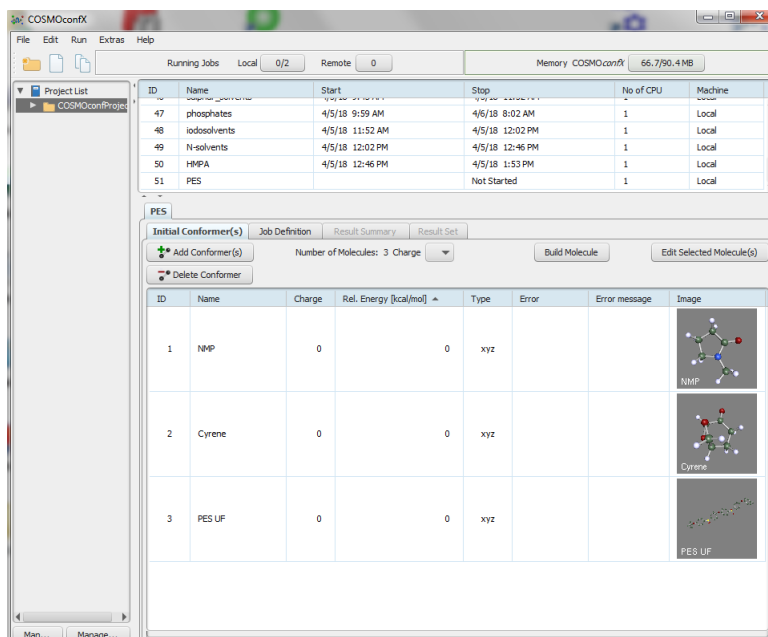 COSMOconfX
File Edit Run Extras Help
Running Jobs Local 0/2 Remote 0 Memory COSMOconfX 66.7/90.4 MB
Project List
COSMOconfProjec
ID Name Start Stop No of CPU Machine
47 phosphates 4/5/18 9:59 AM 4/6/18 8:02 AM 1 Local
48 iodosolvents 4/5/18 11:52 AM 4/5/18 12:02 PM 1 Local
49 N-solvents 4/5/18 12:02 PM 4/5/18 12:46 PM 1 Local
50 HMPA 4/5/18 12:46 PM 4/5/18 1:53 PM 1 Local
51 PES Not Started 1 Local
PES
Initial Conformer(s) Job Definition Result Summary Result Set
Add Conformer(s) Number of Molecules: 3 Charge Build Molecule Edit Selected Molecule(s)
Delete Conformer
ID Name Charge Rel. Energy [kcal/mol] Type Error Error message Image
1 NMP 0 0 xyz
NMP
2 Cyrene 0 0 xyz
Cyrene
3 PES UF 0 0 xyz
PES UF
Man... Manage...